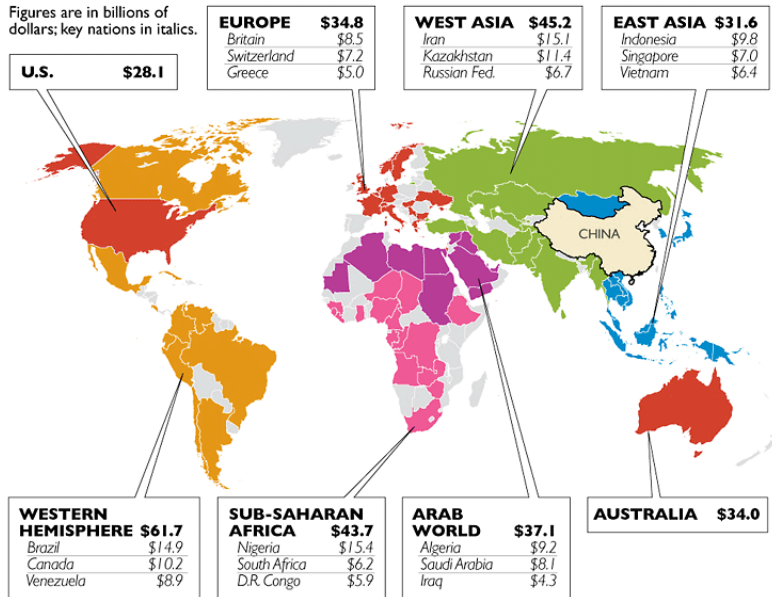 Figures are in billions of
dollars; key nations in italics.
U.S. $28.1
EUROPE $34.8
Britain $8.5
Switzerland $7.2
Greece $5.0
WEST ASIA $45.2
Iran $15.1
Kazakhstan $11.4
Russian Fed. $6.7
EAST ASIA $31.6
Indonesia $9.8
Singapore $7.0
Vietnam $6.4
CHINA
WESTERN
HEMISPHERE $61.7
Brazil $14.9
Canada $10.2
Venezuela $8.9
SUB-SAHARAN
AFRICA $43.7
Nigeria $15.4
South Africa $6.2
D.R. Congo $5.9
ARAB
WORLD $37.1
Algeria $9.2
Saudi Arabia $8.1
Iraq $4.3
AUSTRALIA $34.0